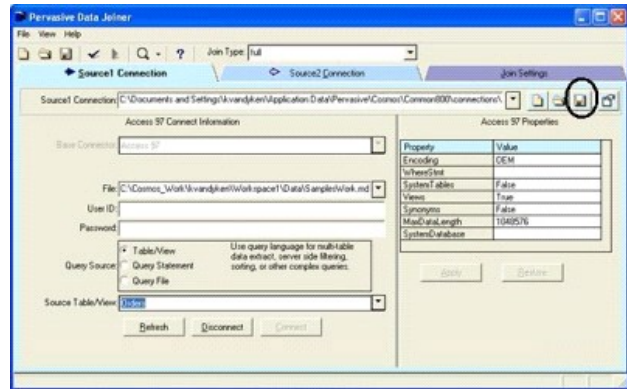 Pervasive Data Joiner
File View Help
Join Type: full
Source1 Connection
Source2 Connection
Join Settings
Source1 Connection: C:\Documents and Settings\kvandyken\Application Data\Pervasive\Cosmos\Common800\connections\
Access 97 Connect Information
Access 97 Properties
Base Connector: Access 97
Property Value
Encoding OEM
WhereStmt
SystemTables False
Views True
Synonyms False
MaxDataLength 1048576
SystemDatabase
File: C:\Cosmos_Work\kvandyken\Workspace1\Data\SamplesWork.md
User ID:
Password:
Query Source:
Table/View
Query Statement
Query File
Use query language for multi-table
data extract, server side filtering,
sorting, or other complex queries.
Apply Restore
Source Table/View: Orders
Refresh Disconnect Connect